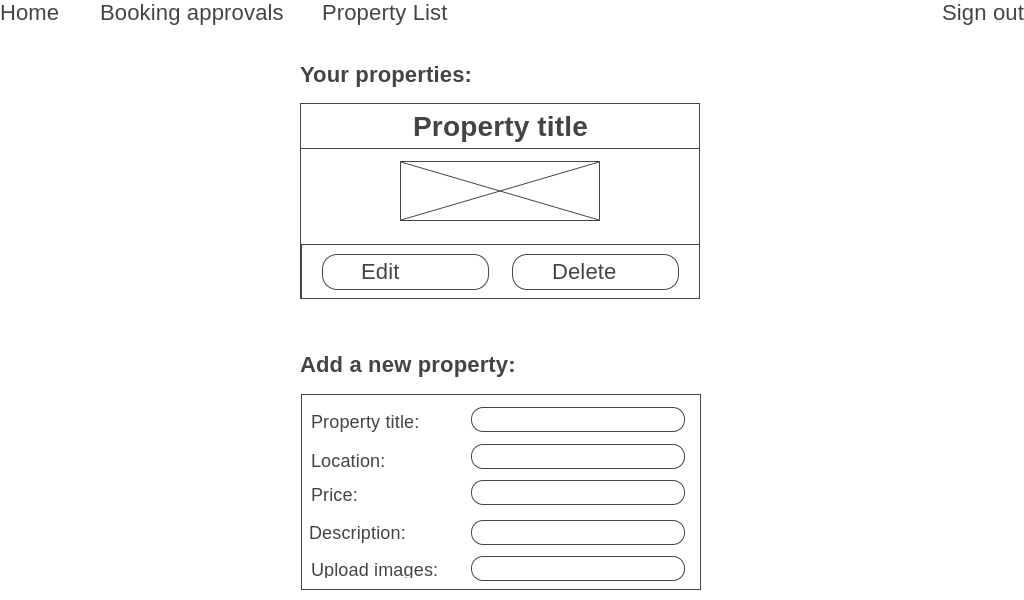 Home Booking approvals Property List Sign out
Your properties:
Property title
Edit Delete
Add a new property:
Property title:
Location:
Price:
Description:
Upload images: